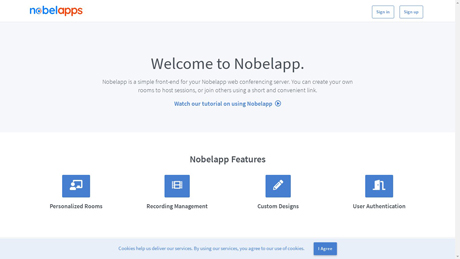 nobelapps
Sign in
Sign up
Welcome to Nobelapp.
Nobelapp is a simple front-end for your Nobelapp web conferencing server. You can create your own
rooms to host sessions, or join others using a short and convenient link.
Watch our tutorial on using Nobelapp
Nobelapp Features
Personalized Rooms
Recording Management
Custom Designs
User Authentication
Cookies help us deliver our services. By using our services, you agree to our use of cookies.
I Agree